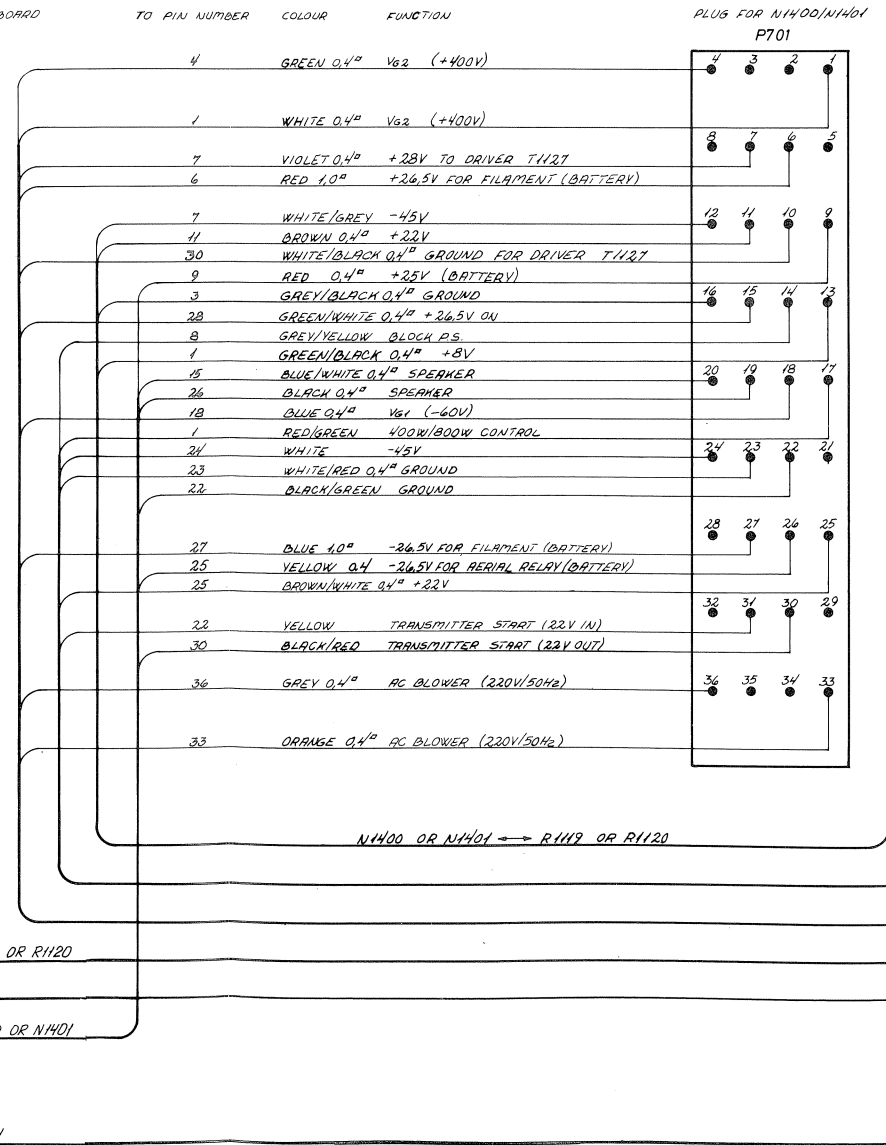 BOARD TO PIN NUMBER COLOUR FUNCTION PLUG FOR N1400/N1401
P701
4 GREEN 0,4¤ VG2 (+400V)
4 3 2 1
1 WHITE 0,4¤ VG2 (+400V)
8 7 6 5
7 VIOLET 0,4¤ +28V TO DRIVER T1127
6 RED 1,0¤ +26,5V FOR FILAMENT (BATTERY)
7 WHITE/GREY -45V
12 11 10 9
11 BROWN 0,4¤ +22V
30 WHITE/BLACK 0,4¤ GROUND FOR DRIVER T1127
9 RED 0,4¤ +25V (BATTERY)
3 GREY/BLACK 0,4¤ GROUND
16 15 14 13
28 GREEN/WHITE 0,4¤ +26,5V ON
8 GREY/YELLOW BLOCK P.S.
1 GREEN/BLACK 0,4¤ +8V
15 BLUE/WHITE 0,4¤ SPEAKER
20 19 18 17
26 BLACK 0,4¤ SPEAKER
18 BLUE 0,4¤ VG1 (-60V)
1 RED/GREEN 400W/800W CONTROL
24 WHITE -45V
24 23 22 21
23 WHITE/RED 0,4¤ GROUND
22 BLACK/GREEN GROUND
28 27 26 25
27 BLUE 1,0¤ -26,5V FOR FILAMENT (BATTERY)
25 YELLOW 0,4 -26,5V FOR AERIAL RELAY (BATTERY)
25 BROWN/WHITE 0,4¤ +22V
32 31 30 29
22 YELLOW TRANSMITTER START (22V IN)
30 BLACK/RED TRANSMITTER START (22V OUT)
36 GREY 0,4¤ AC BLOWER (220V/50Hz)
36 35 34 33
33 ORANGE 0,4¤ AC BLOWER (220V/50Hz)
N1400 OR N1401 ↔ R1119 OR R1120
OR R1120
OR N1401